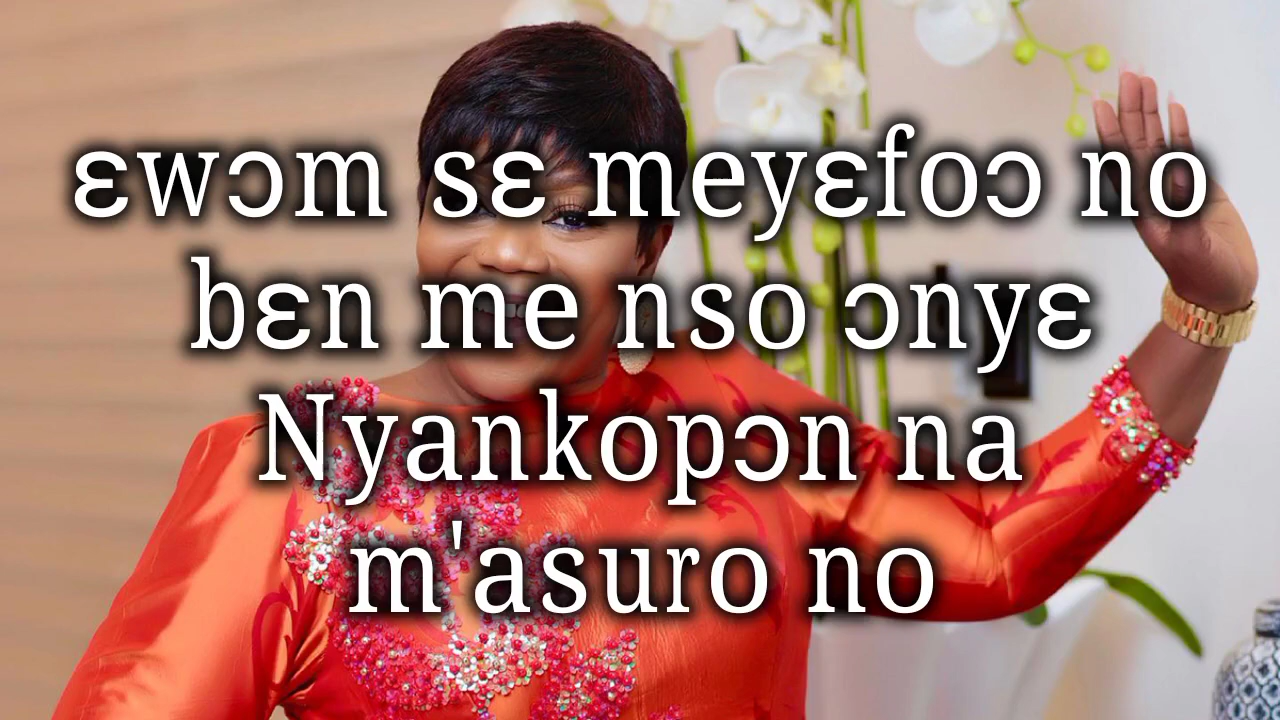 ɛwɔm sɛ meyɛfoɔ no
bɛn me nso ɔnyɛ
Nyankopɔn na
m'asuro no